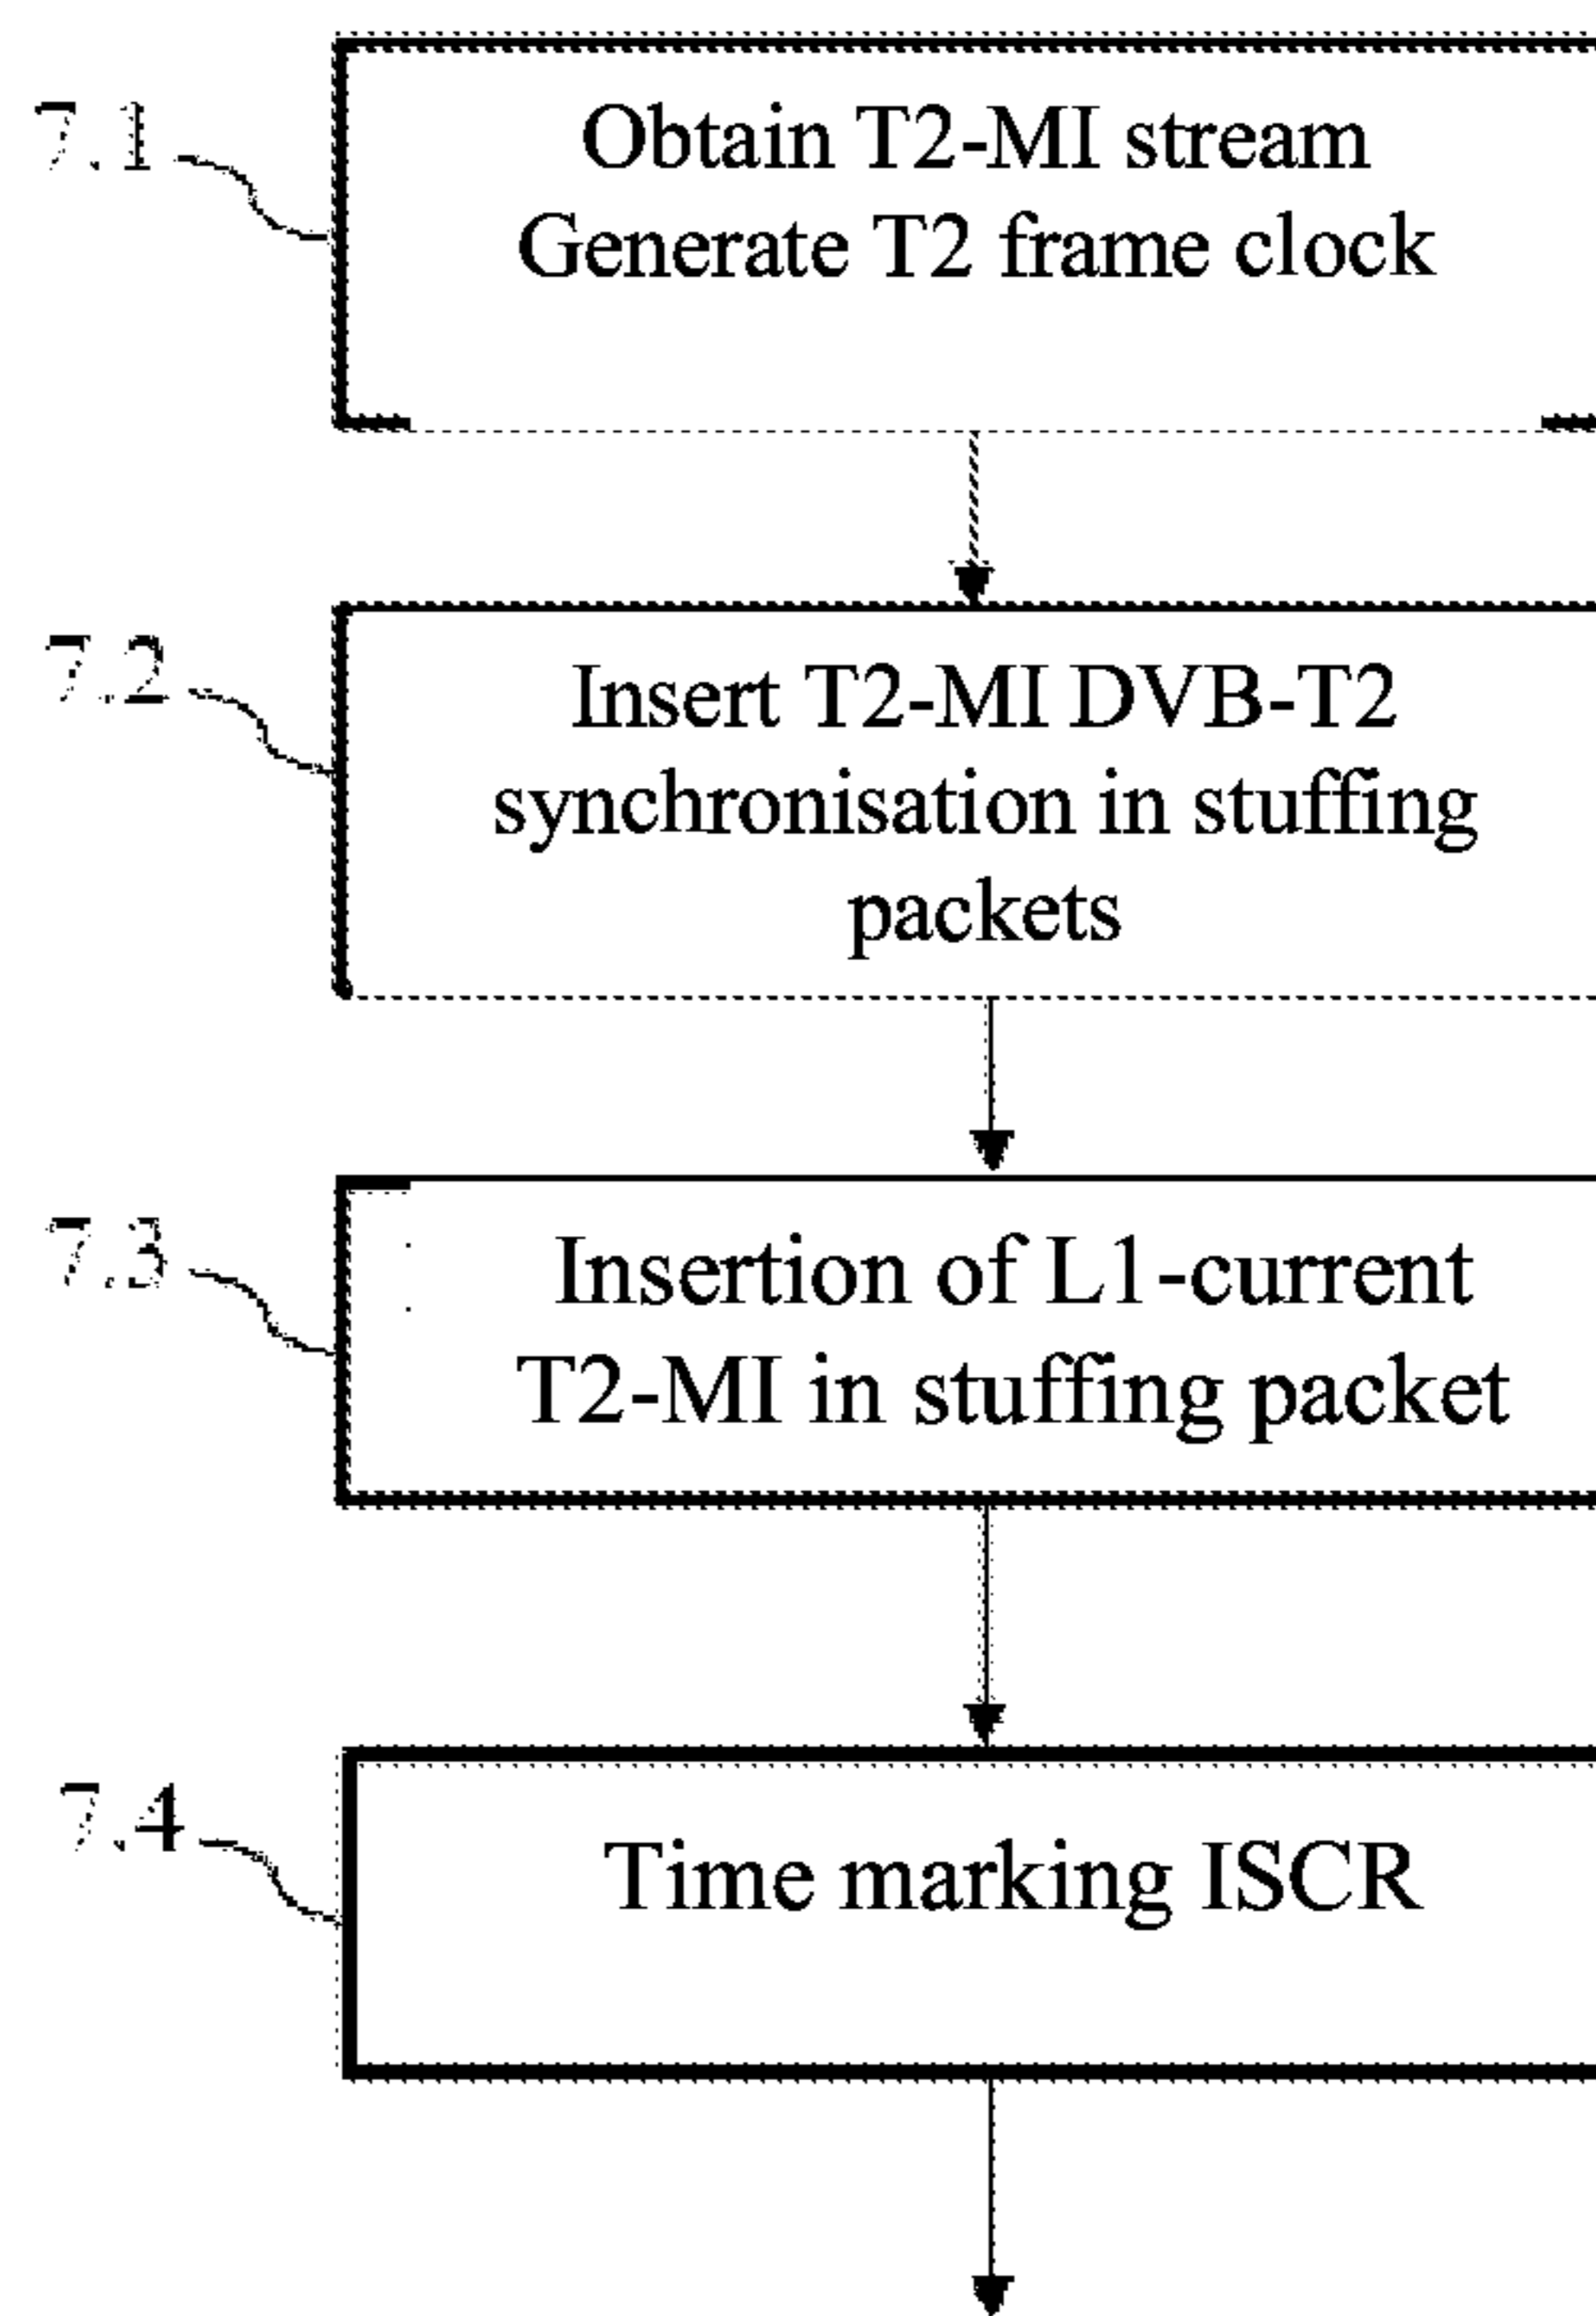 7.1
Obtain T2-MI stream
Generate T2 frame clock
7.2
Insert T2-MI DVB-T2
synchronisation in stuffing
packets
7.3
Insertion of L1-current
T2-MI in stuffing packet
7.4
Time marking ISCR